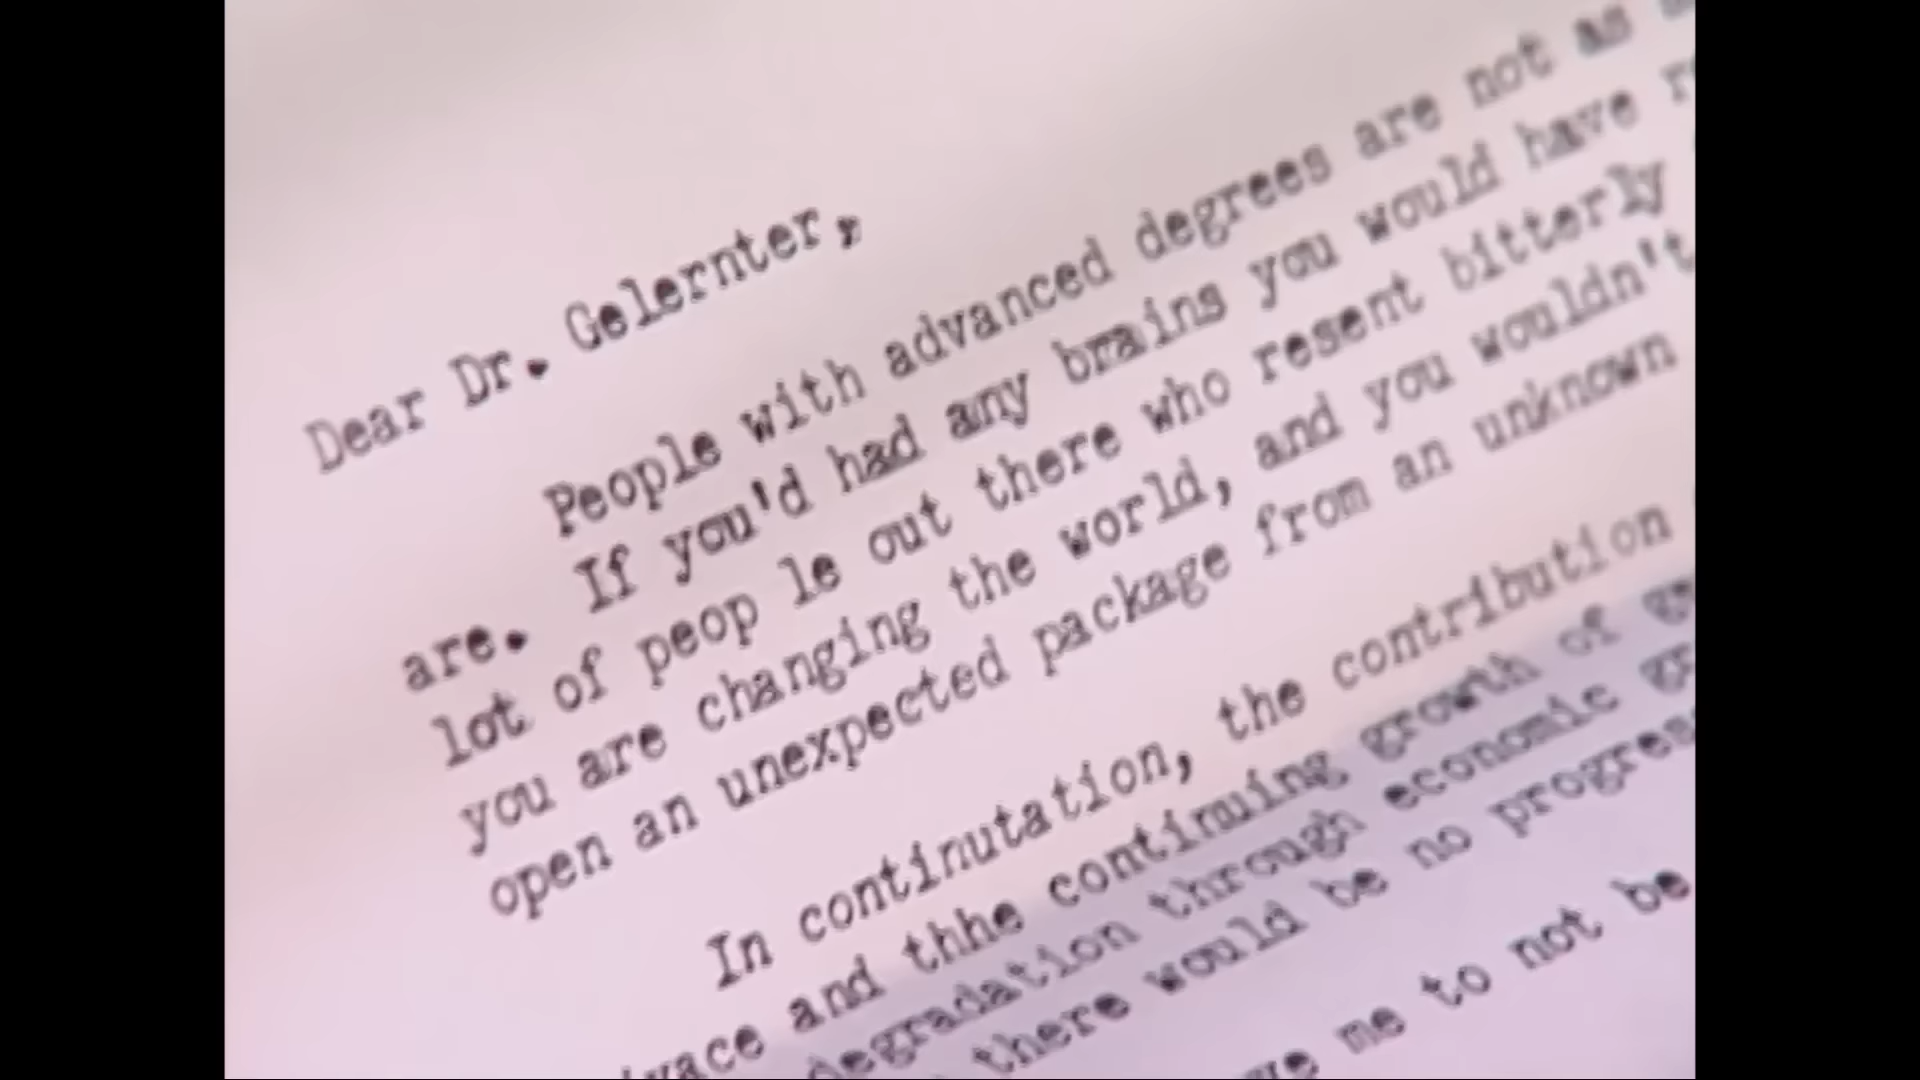 Dear Dr. Gelernter,
People with advanced degrees are not as
are. If you'd had any brains you would have
lot of peop le out there who resent bitterly
you are changing the world, and you wouldn't
open an unexpected package from an unknown
In continutation, the contribution
and thhe continuing growth of
degradation through economic
there would be no
me to not be